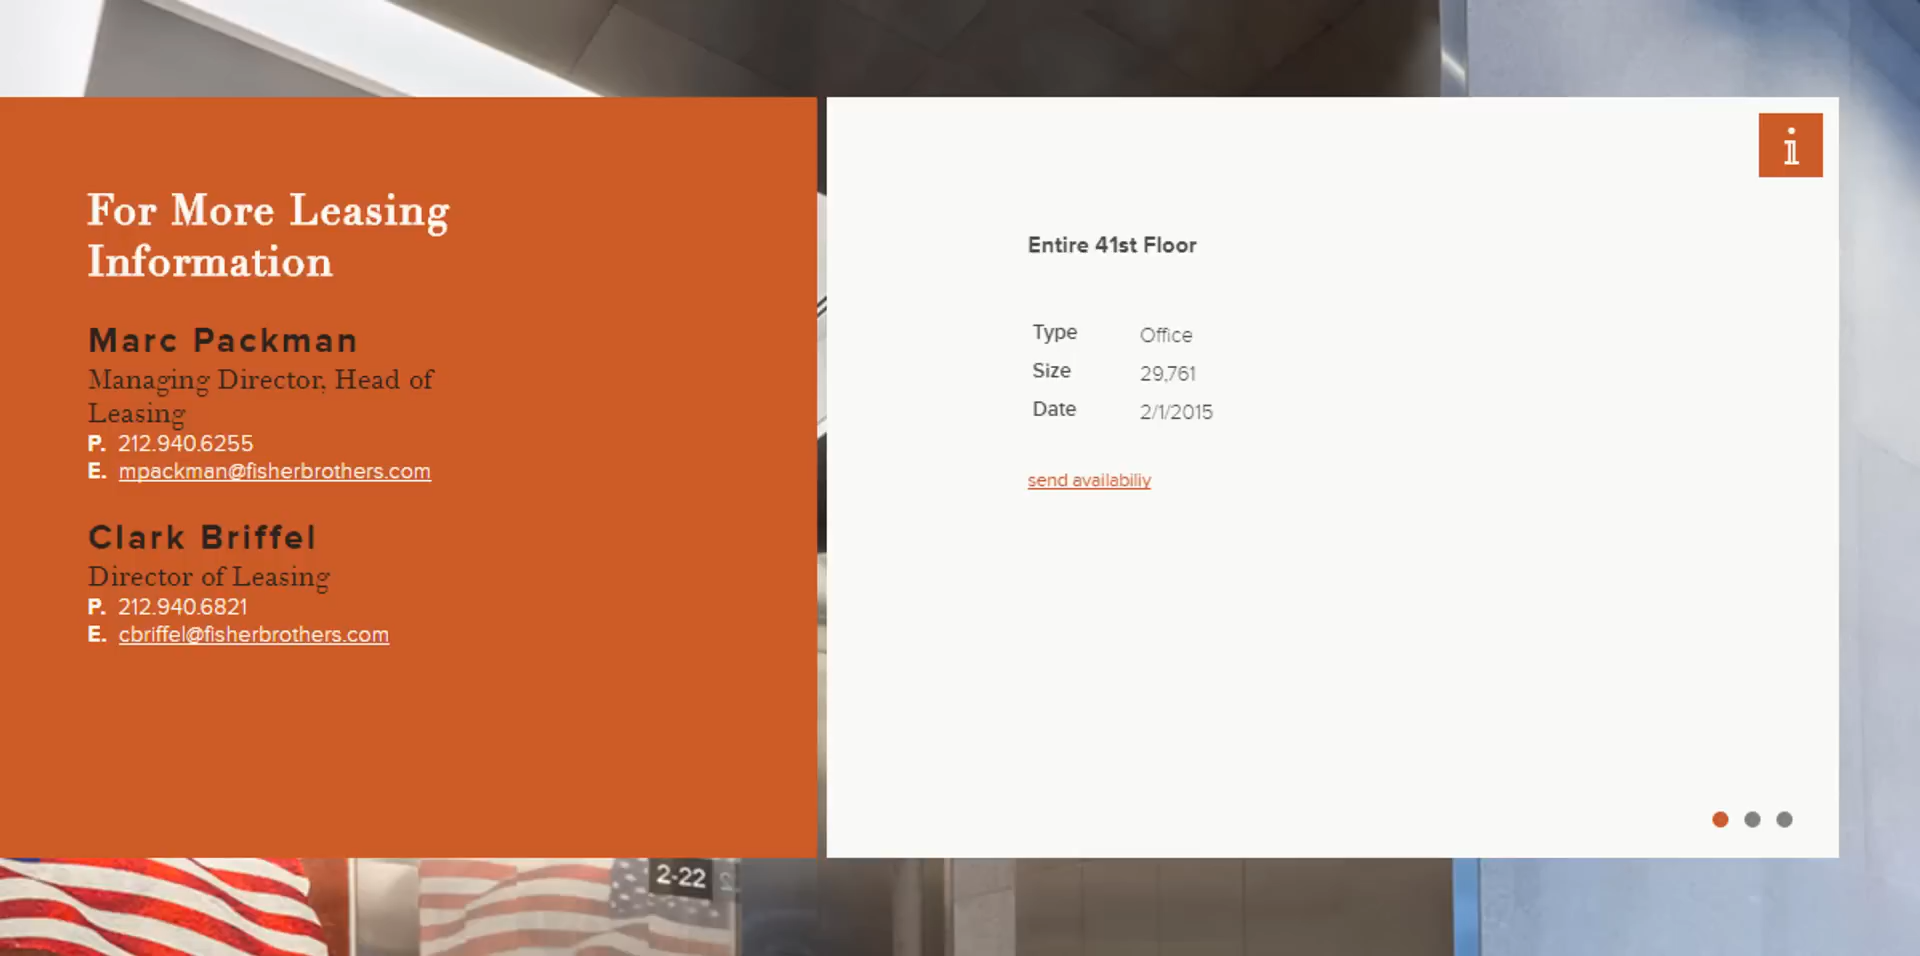 For More Leasing
Information
Marc Packman
Managing Director, Head of
Leasing
P. 212.940.6255
E. mpackman@fisherbrothers.com
Clark Briffel
Director of Leasing
P. 212.940.6821
E. cbriffel@fisherbrothers.com
i
Entire 41st Floor
Type Office
Size 29,761
Date 2/1/2015
send availabiliy
2-22